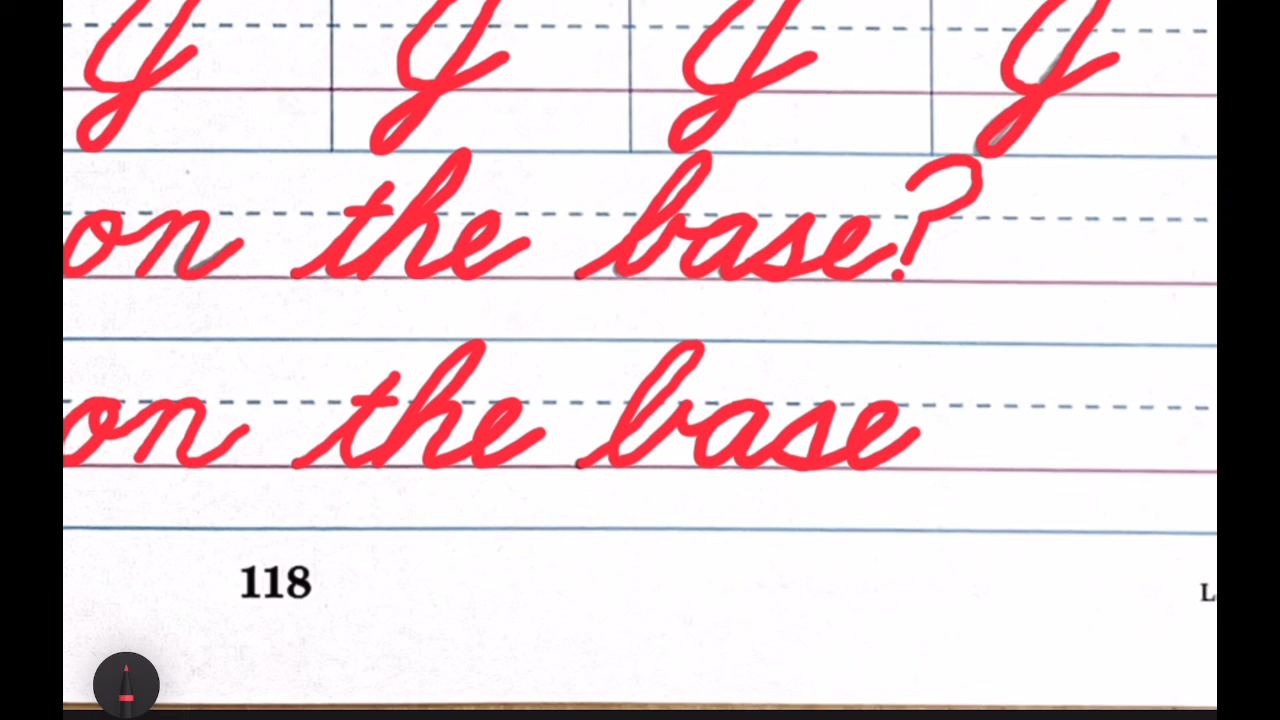 on the base?
on the base
118
L